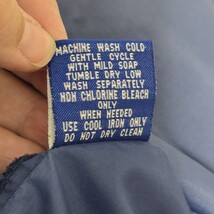 MACHINE WASH COLD
GENTLE CYCLE
WITH MILD SOAP
TUMBLE DRY LOW
WASH SEPARATELY
NON CHLORINE BLEACH
ONLY
WHEN NEEDED
USE COOL IRON ONLY
DO NOT DRY CLEAN